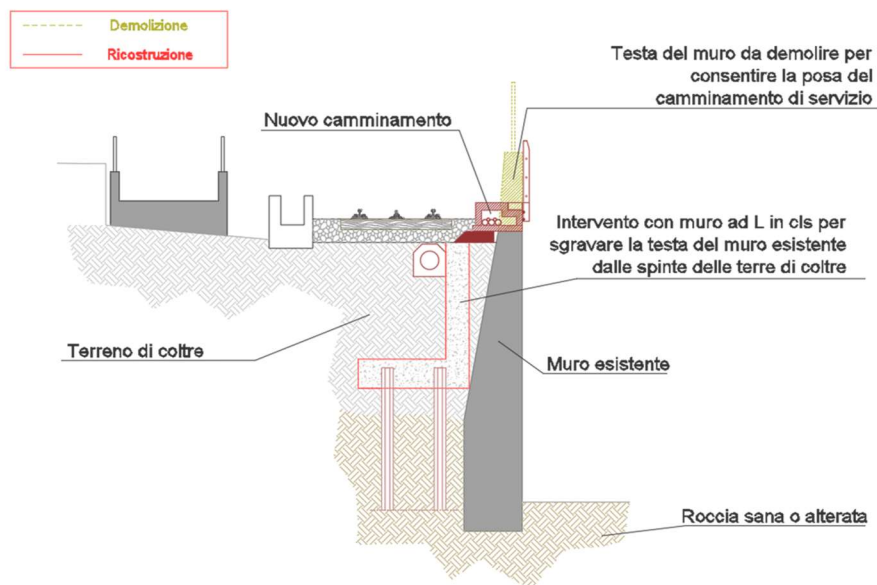 Demolizione
Ricostruzione
Testa del muro da demolire per
consentire la posa del
camminamento di servizio
Nuovo camminamento
Intervento con muro ad L in cls per
sgravare la testa del muro esistente
dalle spinte delle terre di coltre
Terreno di coltre
Muro esistente
Roccia sana o alterata